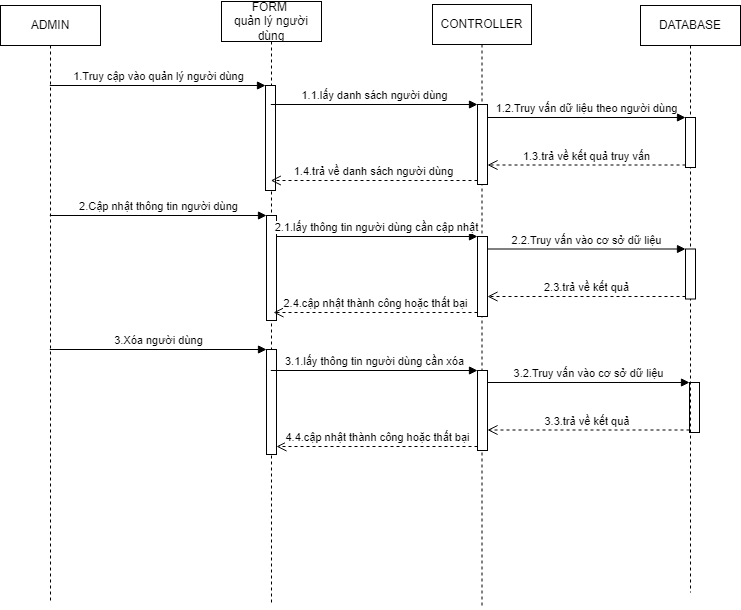 ADMIN
FORM
quản lý người
dùng
CONTROLLER
DATABASE
1.Truy cập vào quản lý người dùng
1.1.lấy danh sách người dùng
1.2.Truy vấn dữ liệu theo người dùng
1.3.trả về kết quả truy vấn
1.4.trả về danh sách người dùng
2.Cập nhật thông tin người dùng
2.1.lấy thông tin người dùng cần cập nhật
2.2.Truy vấn vào cơ sở dữ liệu
2.3.trả về kết quả
2.4.cập nhật thành công hoặc thất bại
3.Xóa người dùng
3.1.lấy thông tin người dùng cần xóa
3.2.Truy vấn vào cơ sở dữ liệu
3.3.trả về kết quả
4.4.cập nhật thành công hoặc thất bại